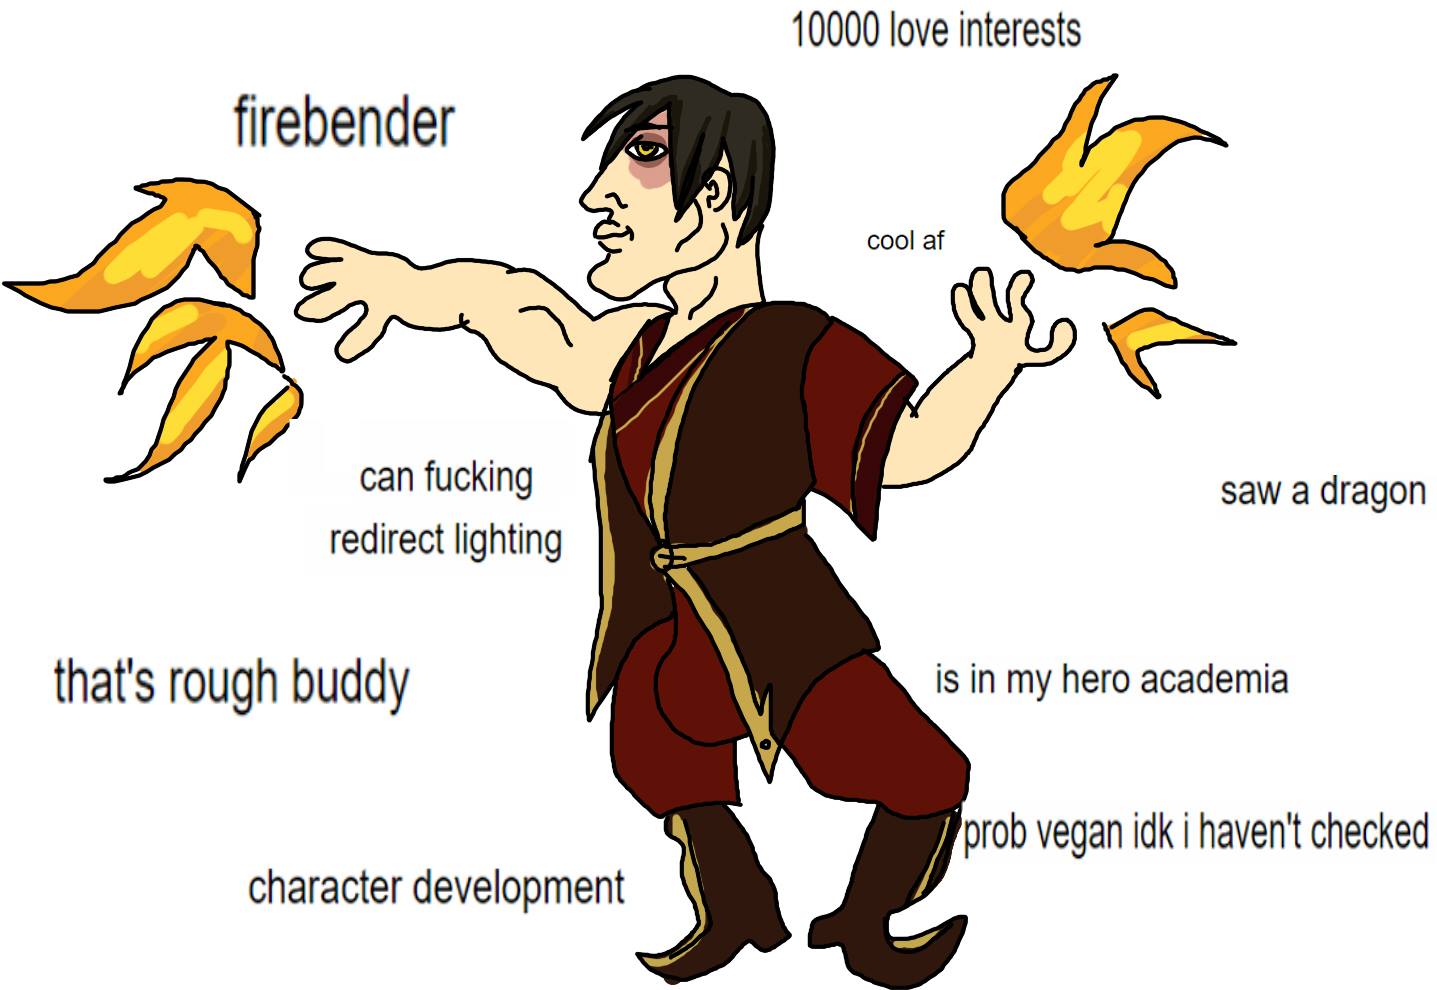 10000 love interests
firebender
cool af
can fucking
redirect lighting
saw a dragon
that's rough buddy
is in my hero academia
prob vegan idk i haven't checked
character development